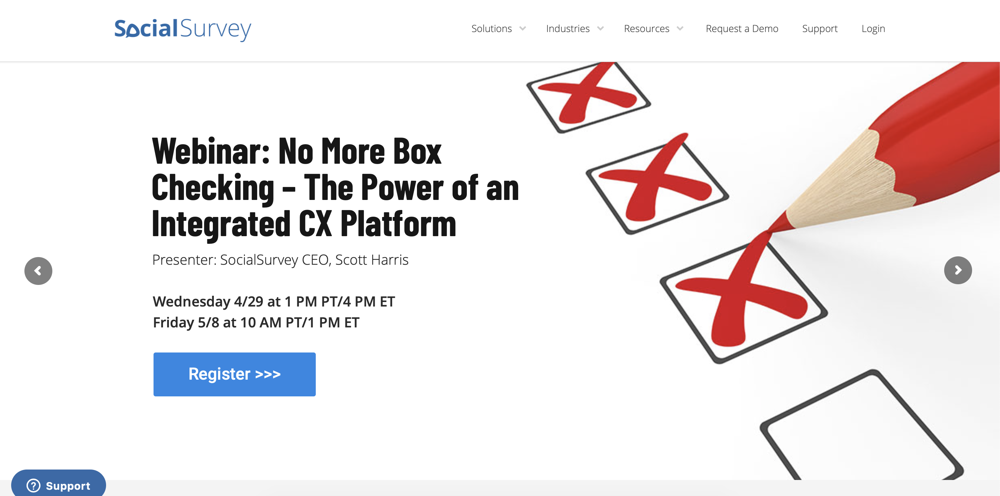 SocialSurvey
Solutions
Industries
Resources
Request a Demo
Support
Login
Webinar: No More Box
Checking – The Power of an
Integrated CX Platform
Presenter: SocialSurvey CEO, Scott Harris
Wednesday 4/29 at 1 PM PT/4 PM ET
Friday 5/8 at 10 AM PT/1 PM ET
Register >>>
? Support